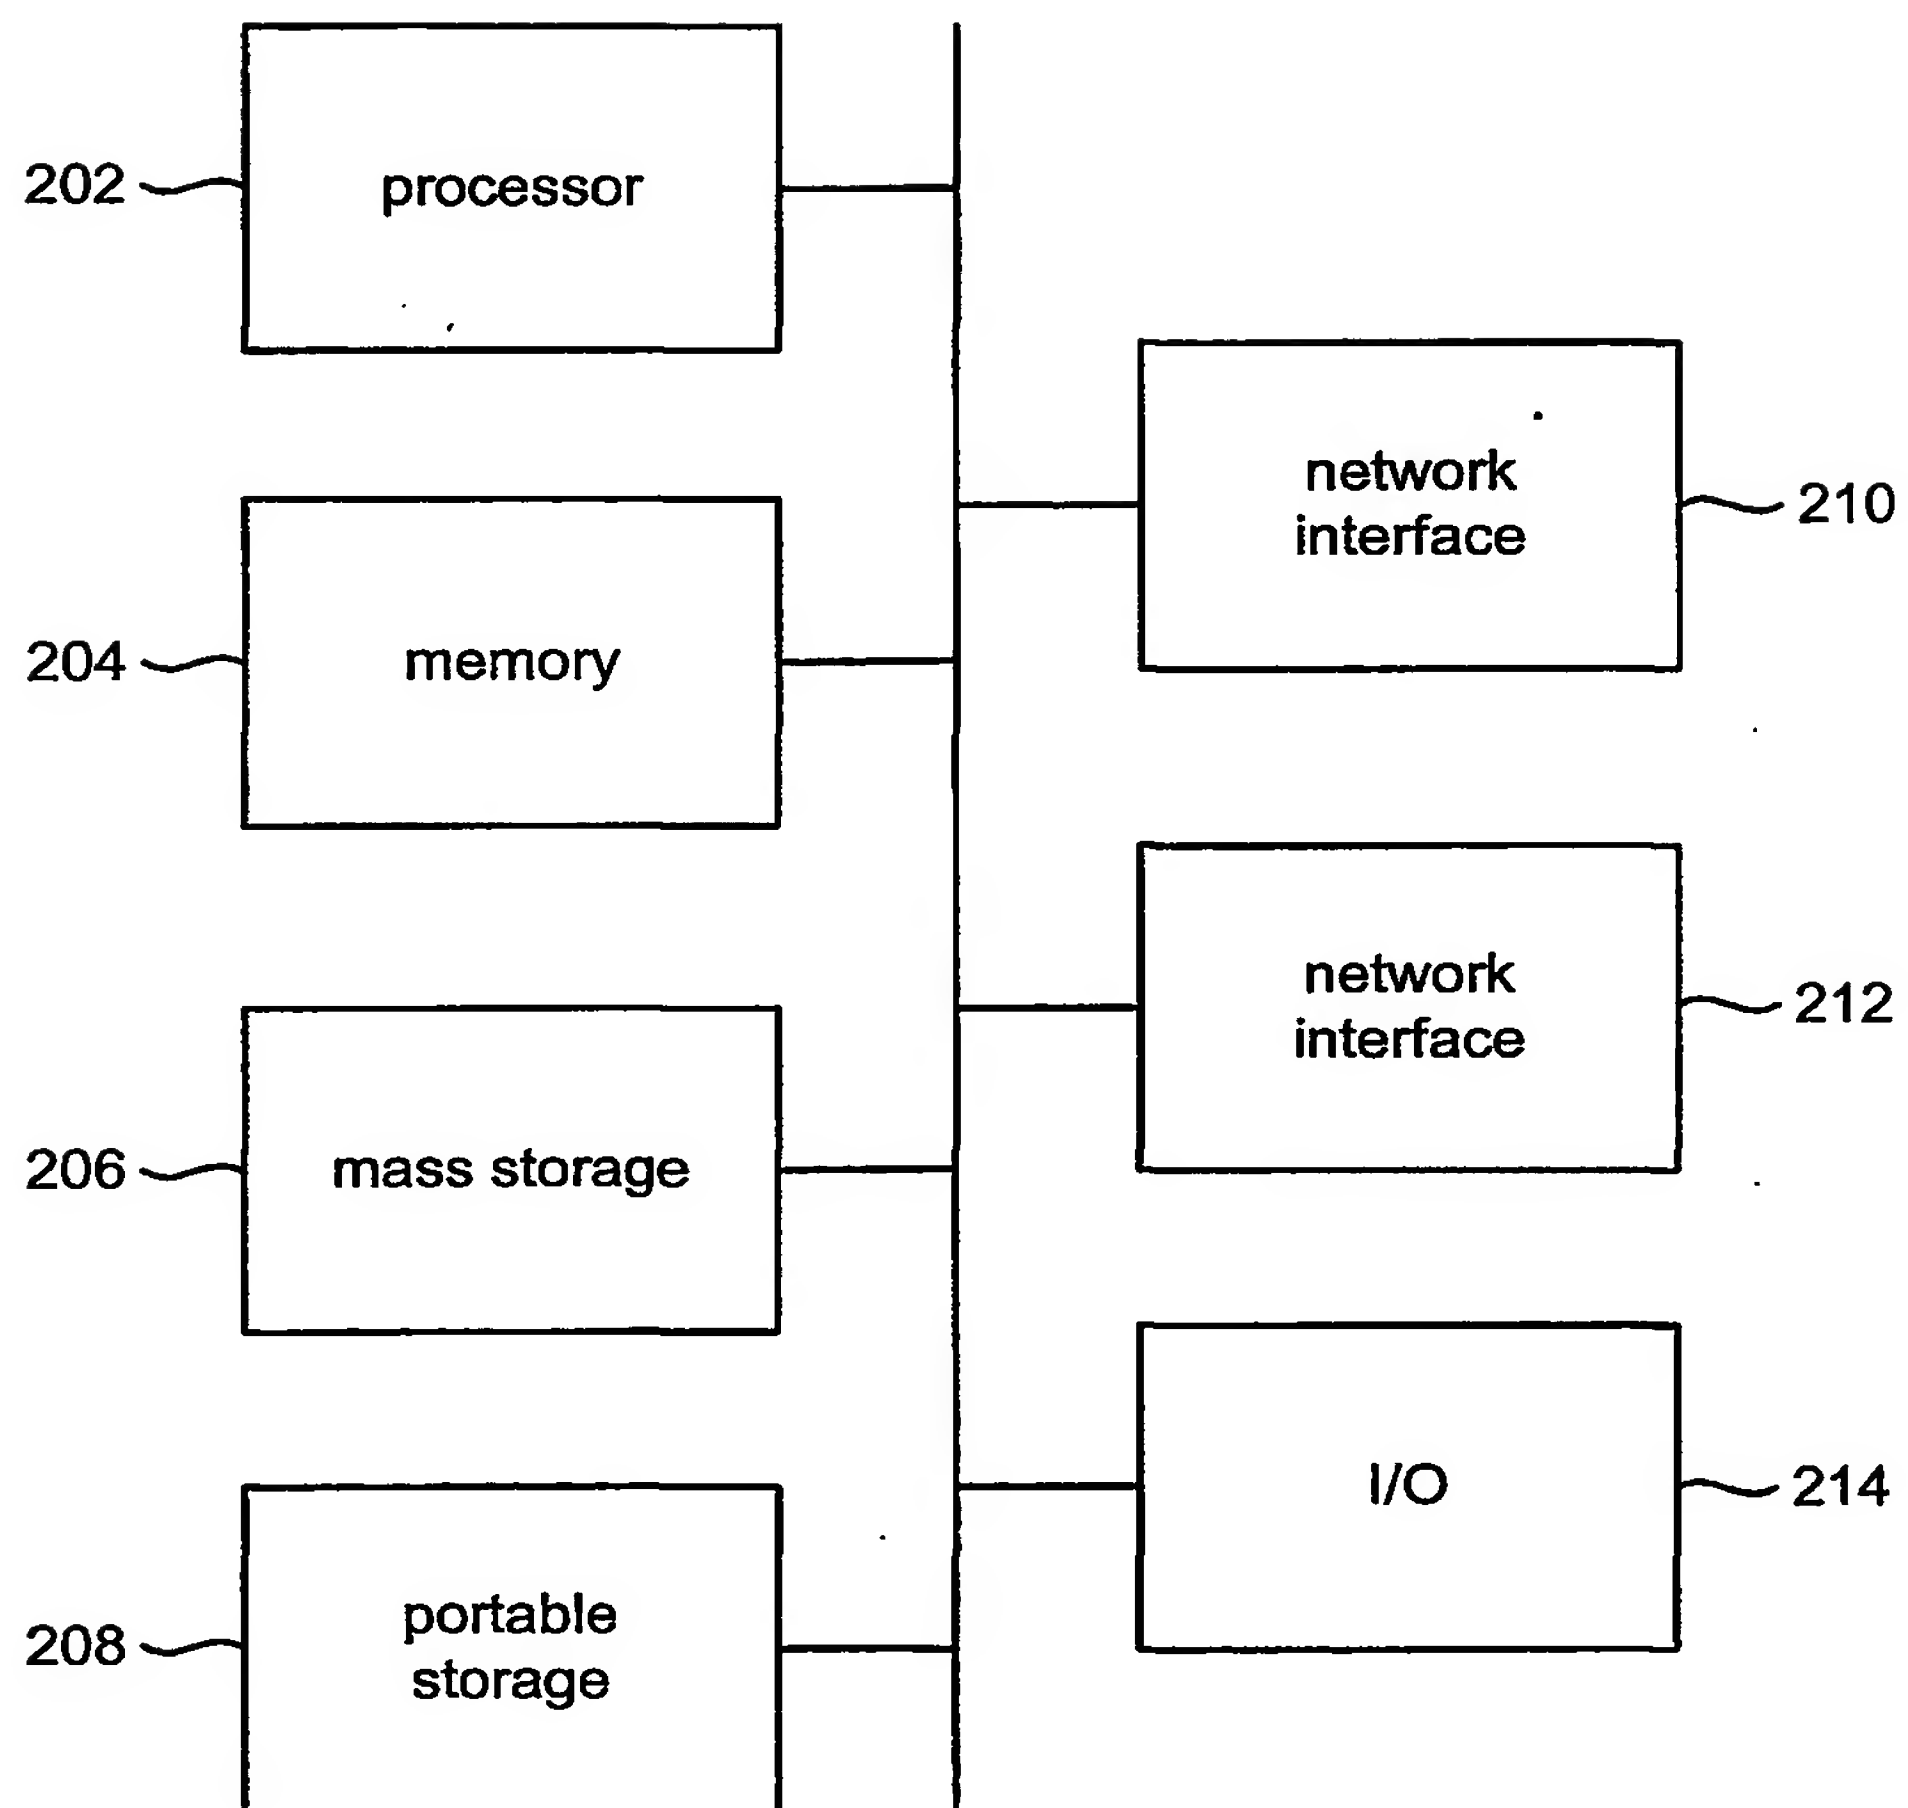 202
processor
204
memory
206
mass storage
208
portable
storage
network
interface
210
network
interface
212
I/O
214